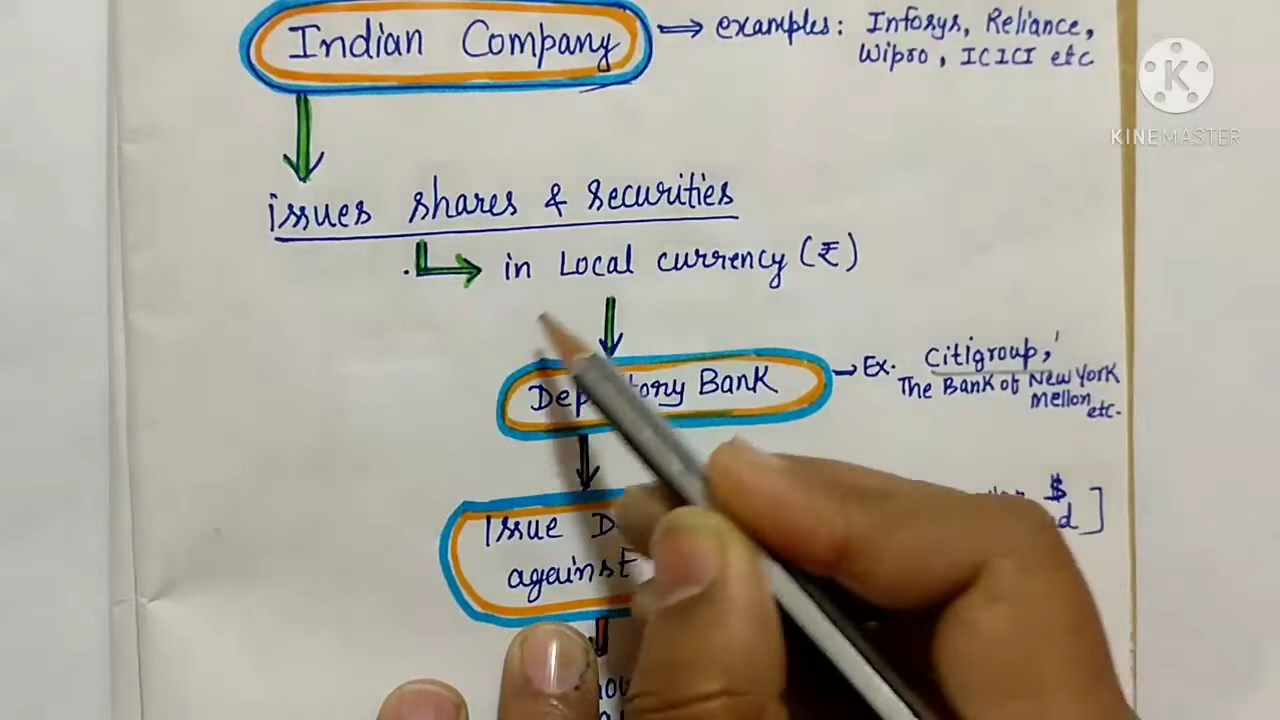 Indian Company ⇒ examples: Infosys, Reliance,
Wipro, ICICI etc
KINEMASTER
issues shares & securities
in Local currency (₹)
Bank → Ex. Citigroup,
The Bank of New York
Mellon
etc.
$
Issue
against